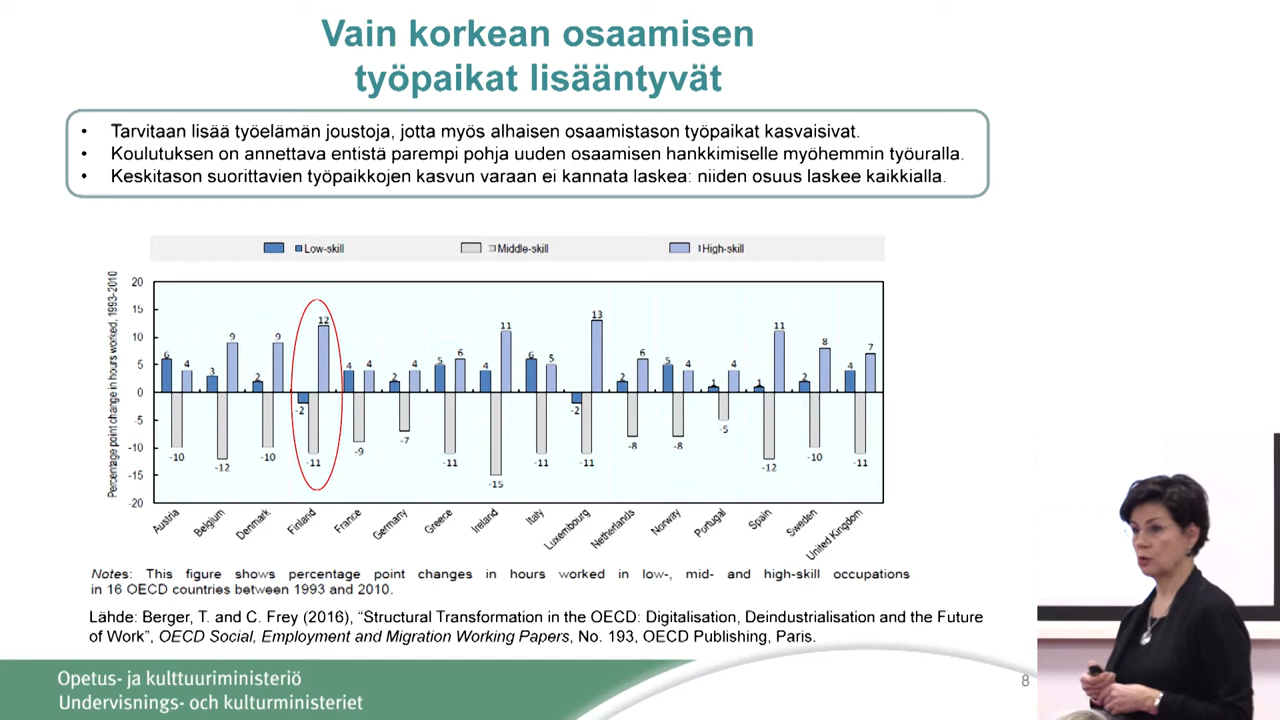 Vain korkean osaamisen
työpaikat lisääntyvät
• Tarvitaan lisää työelämän joustoja, jotta myös alhaisen osaamistason työpaikat kasvaisivat.
• Koulutuksen on annettava entistä parempi pohja uuden osaamisen hankkimiselle myöhemmin työuralla.
• Keskitason suorittavien työpaikkojen kasvun varaan ei kannata laskea: niiden osuus laskee kaikkialla.
Low-skill Middle-skill High-skill
Percentage point change in hours worked, 1993-2010
20
15
10
5
0
-5
-10
-15
-20
6 4 3 9 2 9 12 4 4 2 4 5 6 4 11 6 5 13 2 6 5 4 1 4 1 11 2 8 4 7
-2 -2
-10 -12 -10 -11 -9 -7 -11 -15 -11 -11 -8 -8 -5 -12 -10 -11
Austria Belgium Denmark Finland France Germany Greece Ireland Italy Luxembourg Netherlands Norway Portugal Spain Sweden United Kingdom
Notes: This figure shows percentage point changes in hours worked in low-, mid- and high-skill occupations
in 16 OECD countries between 1993 and 2010.
Lähde: Berger, T. and C. Frey (2016), “Structural Transformation in the OECD: Digitalisation, Deindustrialisation and the Future
of Work”, OECD Social, Employment and Migration Working Papers, No. 193, OECD Publishing, Paris.
Opetus- ja kulttuuriministeriö
Undervisnings- och kulturministeriet
8